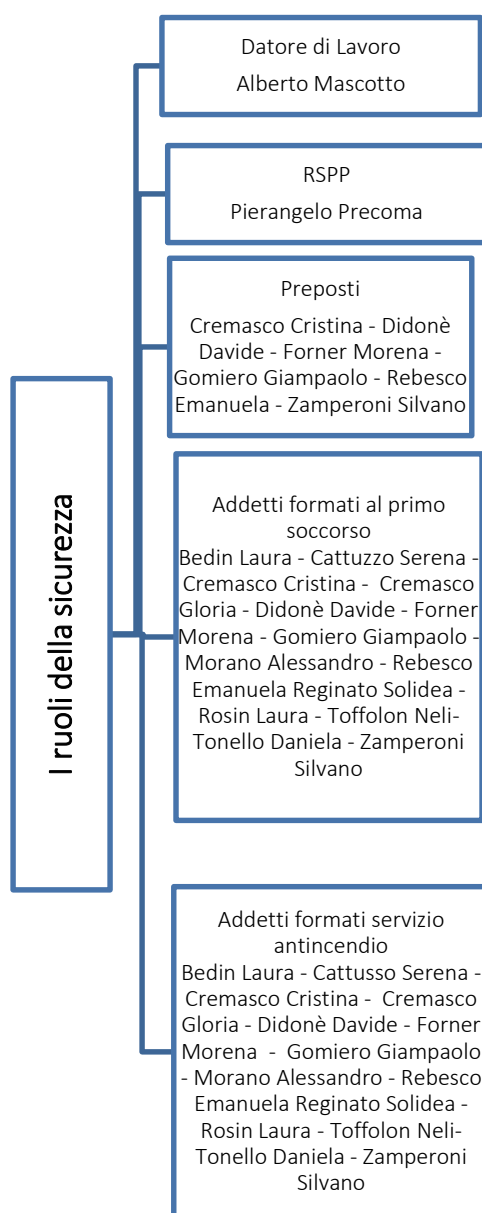 I ruoli della sicurezza
Datore di Lavoro
Alberto Mascotto
RSPP
Pierangelo Precoma
Preposti
Cremasco Cristina - Didonè
Davide - Forner Morena -
Gomiero Giampaolo - Rebesco
Emanuela - Zamperoni Silvano
Addetti formati al primo
soccorso
Bedin Laura - Cattuzzo Serena -
Cremasco Cristina - Cremasco
Gloria - Didonè Davide - Forner
Morena - Gomiero Giampaolo -
Morano Alessandro - Rebesco
Emanuela Reginato Solidea -
Rosin Laura - Toffolon Neli-
Tonello Daniela - Zamperoni
Silvano
Addetti formati servizio
antincendio
Bedin Laura - Cattusso Serena -
Cremasco Cristina - Cremasco
Gloria - Didonè Davide - Forner
Morena - Gomiero Giampaolo
- Morano Alessandro - Rebesco
Emanuela Reginato Solidea -
Rosin Laura - Toffolon Neli-
Tonello Daniela - Zamperoni
Silvano